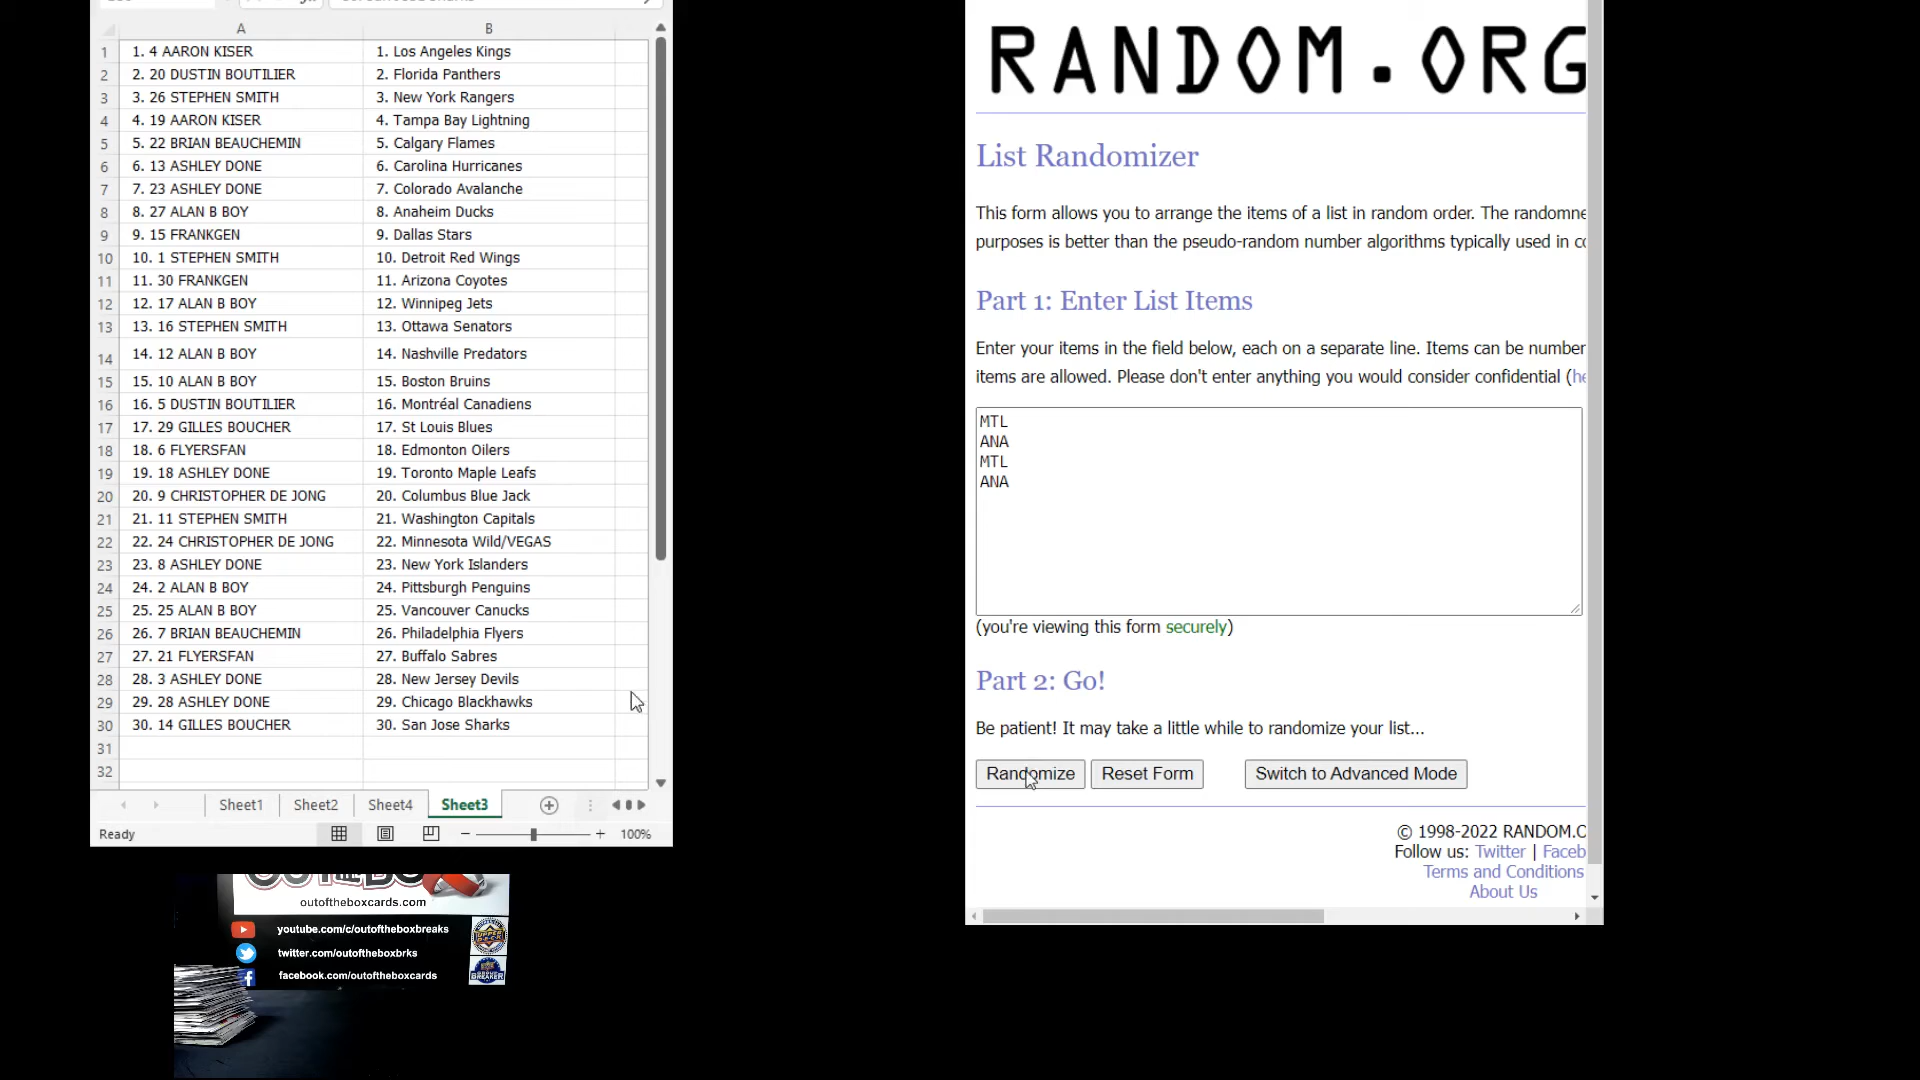 A B
1 1. 4 AARON KISER 1. Los Angeles Kings
2 2. 20 DUSTIN BOUTILIER 2. Florida Panthers
3 3. 26 STEPHEN SMITH 3. New York Rangers
4 4. 19 AARON KISER 4. Tampa Bay Lightning
5 5. 22 BRIAN BEAUCHEMIN 5. Calgary Flames
6 6. 13 ASHLEY DONE 6. Carolina Hurricanes
7 7. 23 ASHLEY DONE 7. Colorado Avalanche
8 8. 27 ALAN B BOY 8. Anaheim Ducks
9 9. 15 FRANKGEN 9. Dallas Stars
10 10. 1 STEPHEN SMITH 10. Detroit Red Wings
11 11. 30 FRANKGEN 11. Arizona Coyotes
12 12. 17 ALAN B BOY 12. Winnipeg Jets
13 13. 16 STEPHEN SMITH 13. Ottawa Senators
14 14. 12 ALAN B BOY 14. Nashville Predators
15 15. 10 ALAN B BOY 15. Boston Bruins
16 16. 5 DUSTIN BOUTILIER 16. Montréal Canadiens
17 17. 29 GILLES BOUCHER 17. St Louis Blues
18 18. 6 FLYERSFAN 18. Edmonton Oilers
19 19. 18 ASHLEY DONE 19. Toronto Maple Leafs
20 20. 9 CHRISTOPHER DE JONG 20. Columbus Blue Jack
21 21. 11 STEPHEN SMITH 21. Washington Capitals
22 22. 24 CHRISTOPHER DE JONG 22. Minnesota Wild/VEGAS
23 23. 8 ASHLEY DONE 23. New York Islanders
24 24. 2 ALAN B BOY 24. Pittsburgh Penguins
25 25. 25 ALAN B BOY 25. Vancouver Canucks
26 26. 7 BRIAN BEAUCHEMIN 26. Philadelphia Flyers
27 27. 21 FLYERSFAN 27. Buffalo Sabres
28 28. 3 ASHLEY DONE 28. New Jersey Devils
29 29. 28 ASHLEY DONE 29. Chicago Blackhawks
30 30. 14 GILLES BOUCHER 30. San Jose Sharks
31
32
Sheet1 Sheet2 Sheet4 Sheet3
Ready 100%
outoftheboxcards.com
youtube.com/c/outoftheboxbreaks
twitter.com/outoftheboxbrks
facebook.com/outoftheboxcards
RANDOM.ORG
List Randomizer
This form allows you to arrange the items of a list in random order. The randomne
purposes is better than the pseudo-random number algorithms typically used in co
Part 1: Enter List Items
Enter your items in the field below, each on a separate line. Items can be number
items are allowed. Please don't enter anything you would consider confidential (he
MTL
ANA
MTL
ANA
(you're viewing this form securely)
Part 2: Go!
Be patient! It may take a little while to randomize your list...
Randomize Reset Form Switch to Advanced Mode
© 1998-2022 RANDOM.O
Follow us: Twitter | Faceb
Terms and Conditions
About Us